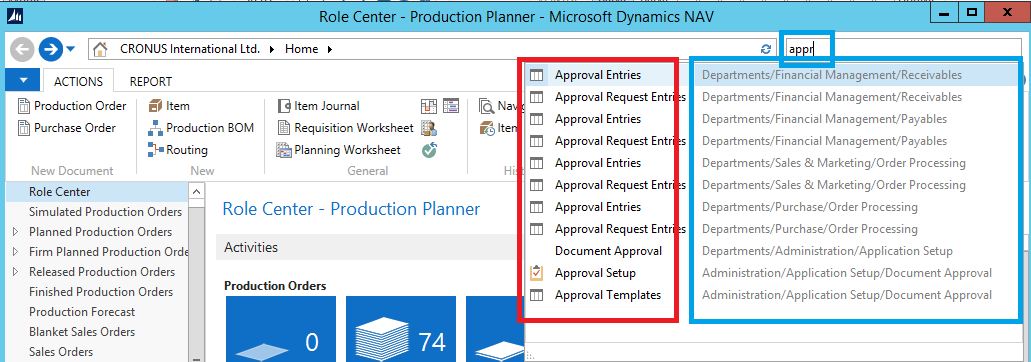 Role Center - Production Planner - Microsoft Dynamics NAV
CRONUS International Ltd. Home
appr
ACTIONS REPORT
Production Order
Purchase Order
New Document
Item
Production BOM
Routing
New
Item Journal
Requisition Worksheet
Planning Worksheet
General
Navi
Item
Hist
Role Center
Simulated Production Orders
Planned Production Orders
Firm Planned Production Orders
Released Production Orders
Finished Production Orders
Production Forecast
Blanket Sales Orders
Sales Orders
Role Center - Production Planner
Activities
Production Orders
0
74
Approval Entries Departments/Financial Management/Receivables
Approval Request Entries Departments/Financial Management/Receivables
Approval Entries Departments/Financial Management/Payables
Approval Request Entries Departments/Financial Management/Payables
Approval Entries Departments/Sales & Marketing/Order Processing
Approval Request Entries Departments/Sales & Marketing/Order Processing
Approval Entries Departments/Purchase/Order Processing
Approval Request Entries Departments/Purchase/Order Processing
Document Approval Departments/Administration/Application Setup
Approval Setup Administration/Application Setup/Document Approval
Approval Templates Administration/Application Setup/Document Approval